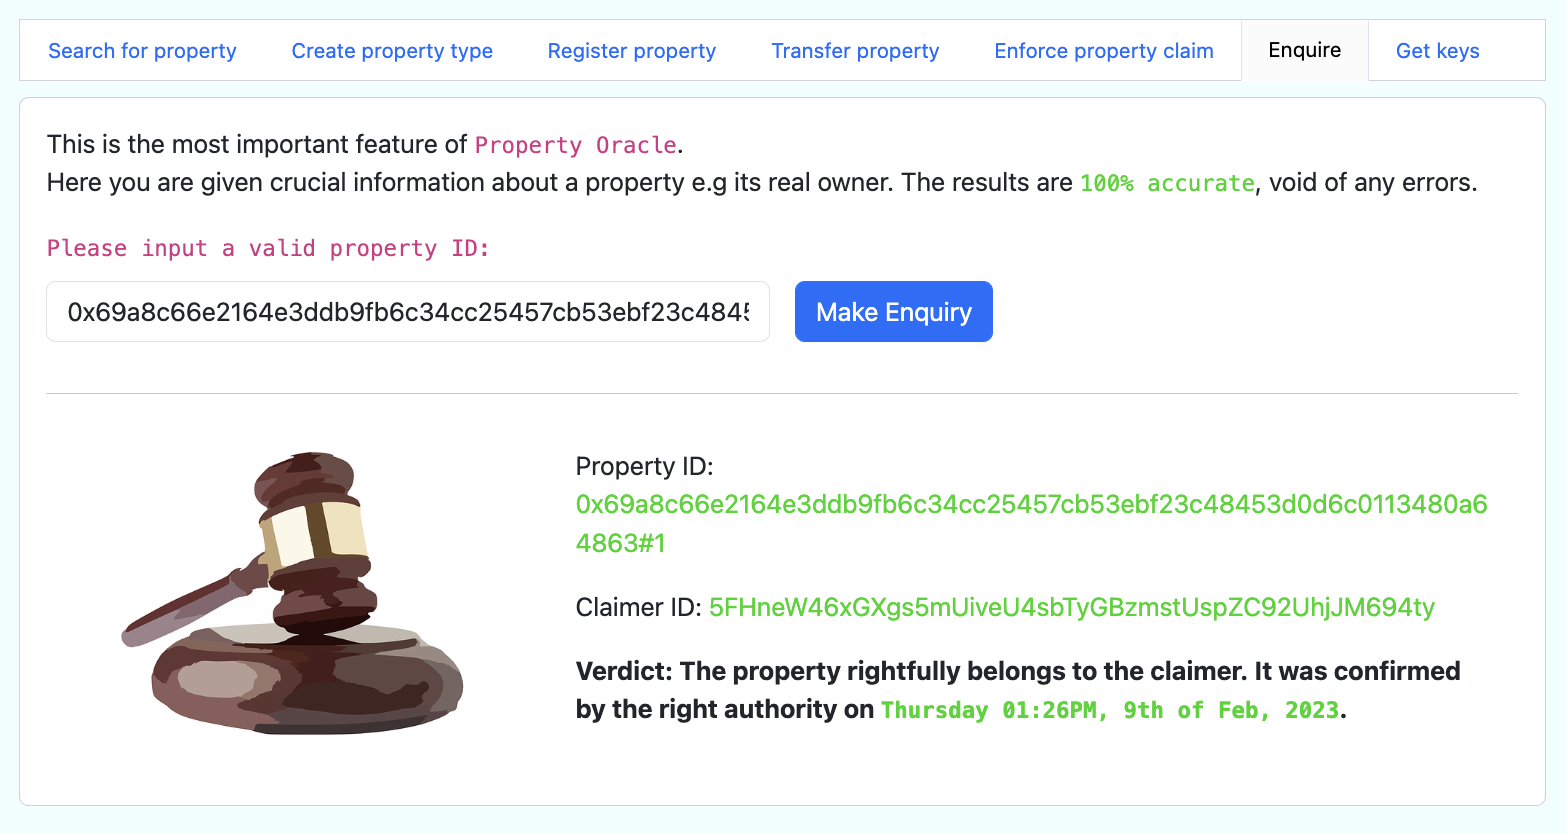 Search for property Create property type Register property Transfer property Enforce property claim Enquire Get keys
This is the most important feature of Property Oracle.
Here you are given crucial information about a property e.g its real owner. The results are 100% accurate, void of any errors.
Please input a valid property ID:
0x69a8c66e2164e3ddb9fb6c34cc25457cb53ebf23c4845 Make Enquiry
Property ID:
0x69a8c66e2164e3ddb9fb6c34cc25457cb53ebf23c48453d0d6c0113480a6
4863#1
Claimer ID: 5FHneW46xGXgs5mUiveU4sbTyGBzmstUspZC92UhjJM694ty
Verdict: The property rightfully belongs to the claimer. It was confirmed
by the right authority on Thursday 01:26PM, 9th of Feb, 2023.